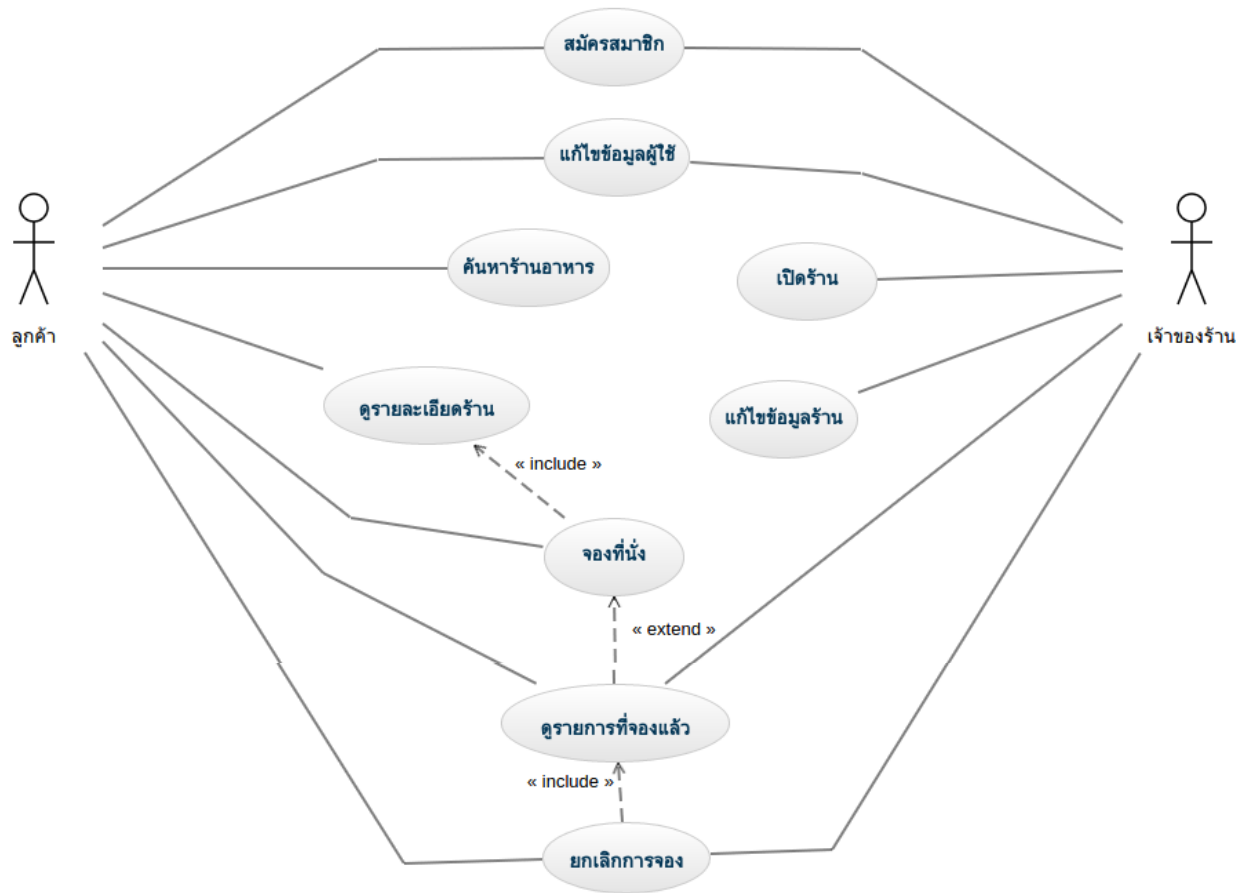 สมัครสมาชิก
แก้ไขข้อมูลผู้ใช้
ค้นหาร้านอาหาร
เปิดร้าน
ลูกค้า
เจ้าของร้าน
ดูรายละเอียดร้าน
แก้ไขข้อมูลร้าน
« include »
จองที่นั่ง
« extend »
ดูรายการที่จองแล้ว
« include »
ยกเลิกการจอง